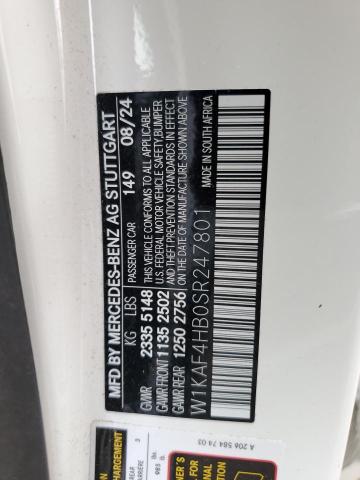 MFD BY MERCEDES-BENZ AG STUTTGART
PASSENGER CAR 149 08/24
KG LBS
GVWR 2335 5148
GAWR FRONT 1135 2502
GAWR REAR 1250 2756
THIS VEHICLE CONFORMS TO ALL APPLICABLE
U.S. FEDERAL MOTOR VEHICLE SAFETY, BUMPER
AND THEFT PREVENTION STANDARDS IN EFFECT
ON THE DATE OF MANUFACTURE SHOWN ABOVE
MADE IN SOUTH AFRICA
W1KAF4HB0SR247801
A 206 584 74 03